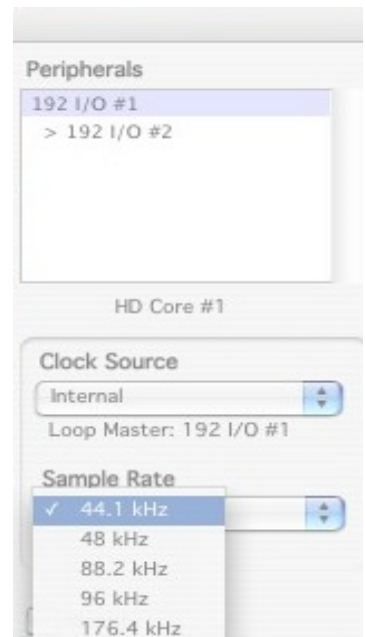 Peripherals
192 I/O #1
> 192 I/O #2
HD Core #1
Clock Source
Internal
Loop Master: 192 I/O #1
Sample Rate
✓ 44.1 kHz
48 kHz
88.2 kHz
96 kHz
176.4 kHz